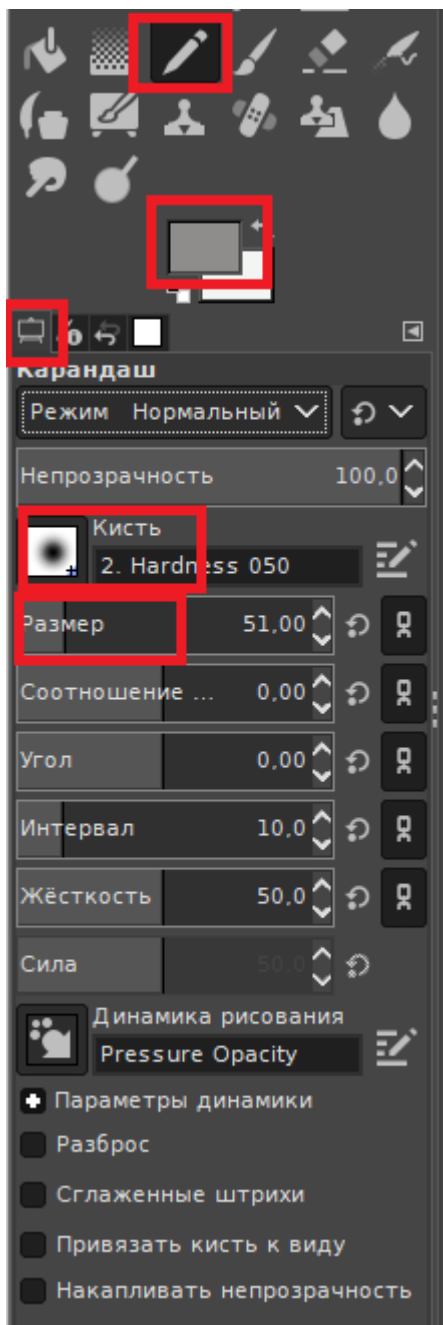 Карандаш
Режим Нормальный
Непрозрачность 100,0
Кисть
2. Hardness 050
Размер 51,00
Соотношение ... 0,00
Угол 0,00
Интервал 10,0
Жёсткость 50,0
Сила 50,0
Динамика рисования
Pressure Opacity
Параметры динамики
Разброс
Сглаженные штрихи
Привязать кисть к виду
Накапливать непрозрачность